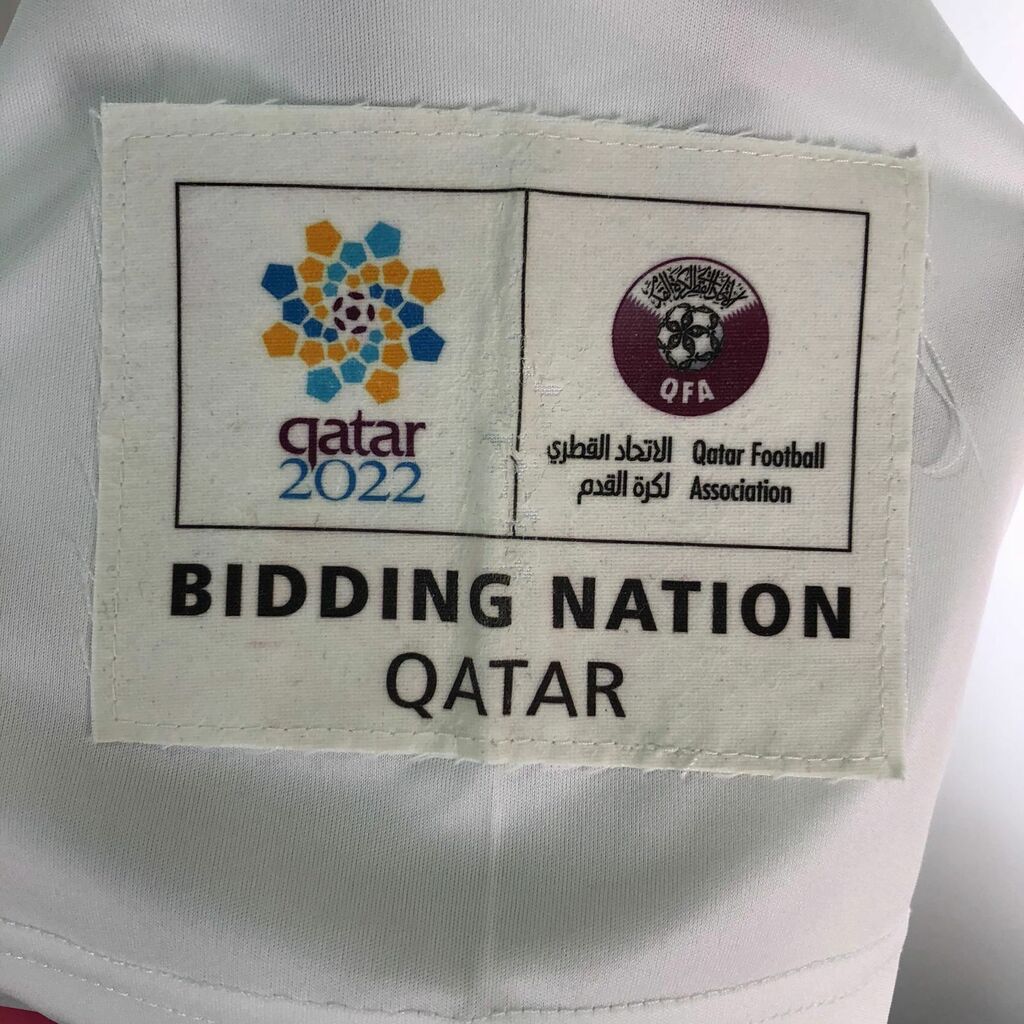 qatar
2022
QFA
الاتحاد القطري
لكرة القدم
Qatar Football
Association
BIDDING NATION
QATAR